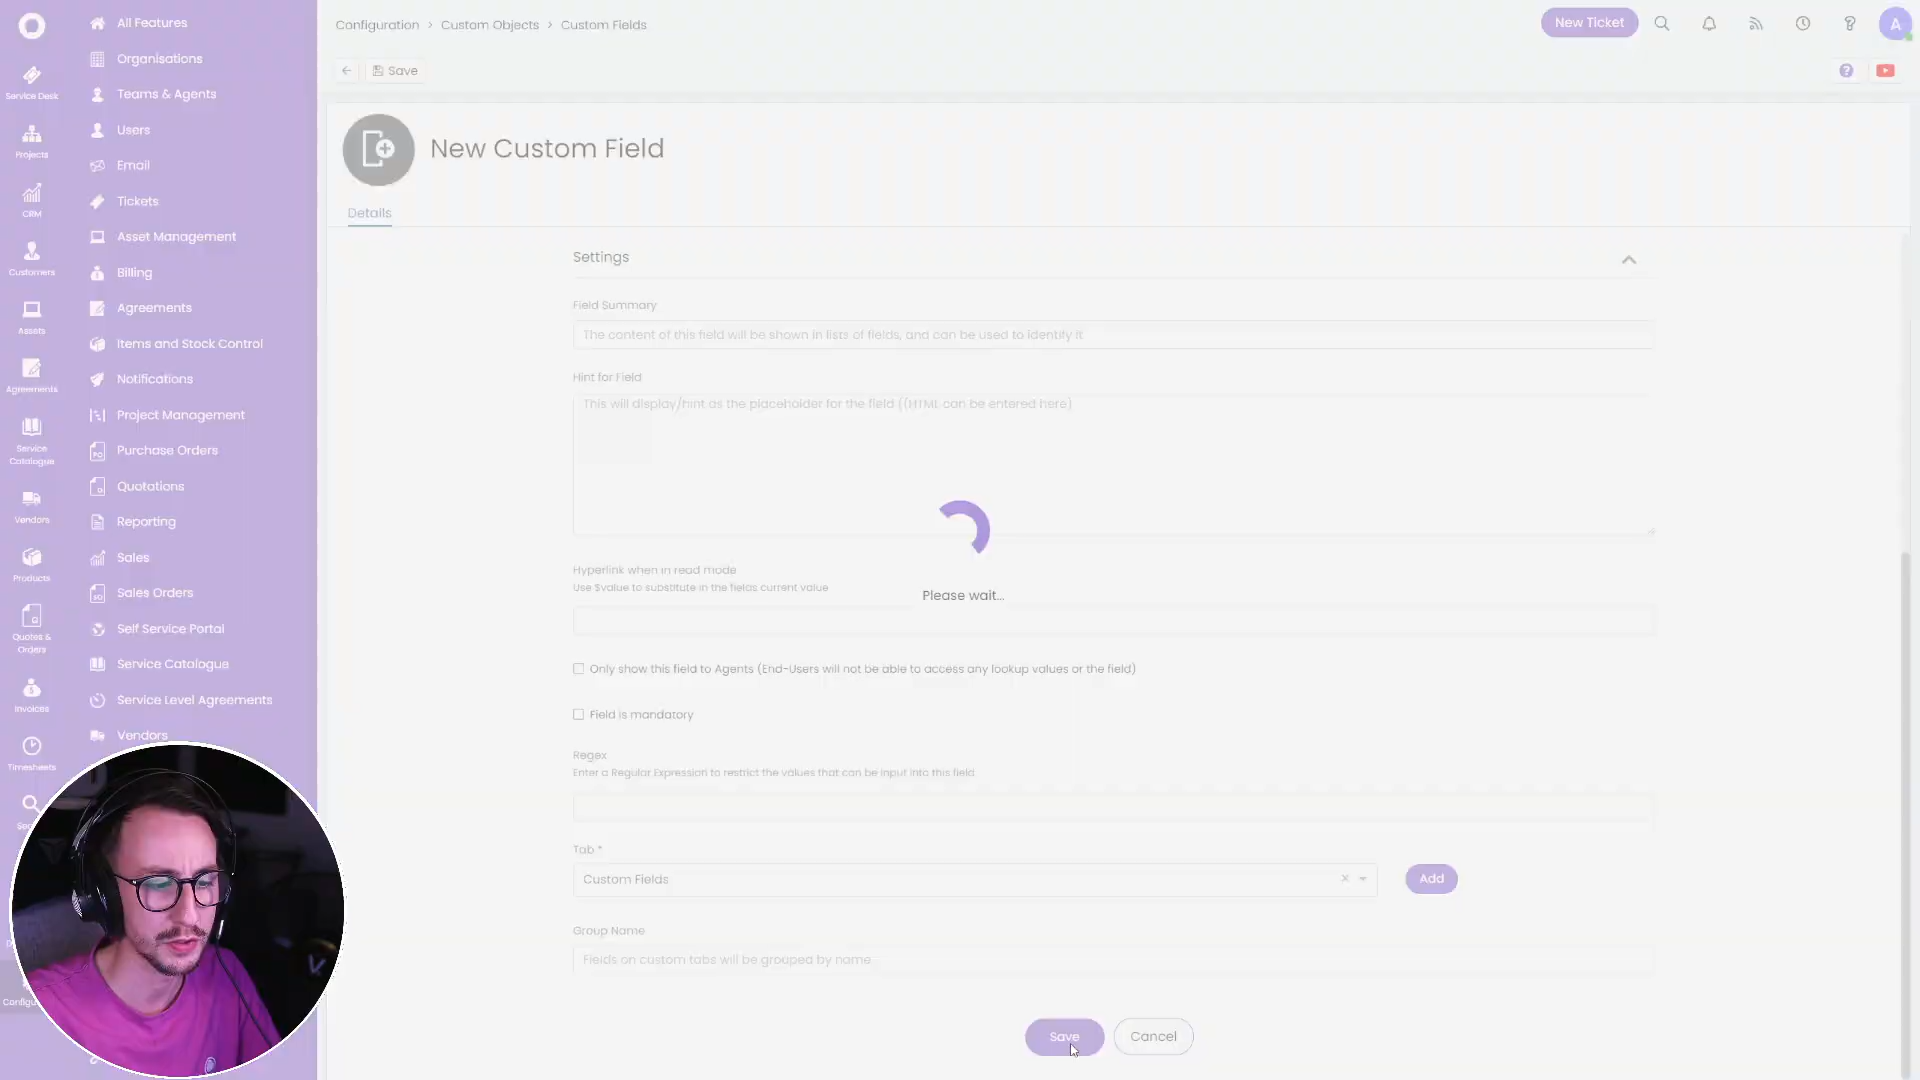 All Features
Organisations
Teams & Agents
Users
Email
Tickets
Asset Management
Billing
Agreements
Items and Stock Control
Notifications
Project Management
Purchase Orders
Quotations
Reporting
Sales
Sales Orders
Self Service Portal
Service Catalogue
Service Level Agreements
Vendors
Service Desk
Projects
CRM
Customers
Assets
Agreements
Service
Catalogue
Vendors
Products
Quotes &
Orders
Invoices
Timesheets
Configuration > Custom Objects > Custom Fields
New Ticket
A
Save
New Custom Field
Details
Settings
Field Summary
The content of this field will be shown in lists of fields, and can be used to identify it
Hint for Field
This will display/hint as the placeholder for the field ((HTML can be entered here)
Please wait...
Hyperlink when in read mode
Use $value to substitute in the fields current value
Only show this field to Agents (End-Users will not be able to access any lookup values or the field)
Field is mandatory
Regex
Enter a Regular Expression to restrict the values that can be input into this field
Tab *
Custom Fields
Add
Group Name
Fields on custom tabs will be grouped by name
Save
Cancel